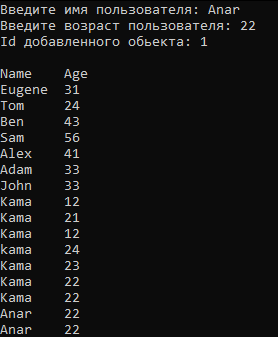 Введите имя пользователя: Anar
Введите возраст пользователя: 22
Id добавленного обьекта: 1
Name Age
Eugene 31
Tom 24
Ben 43
Sam 56
Alex 41
Adam 33
John 33
Kama 12
Kama 21
Kama 12
kama 24
Kama 23
Kama 22
Kama 22
Anar 22
Anar 22